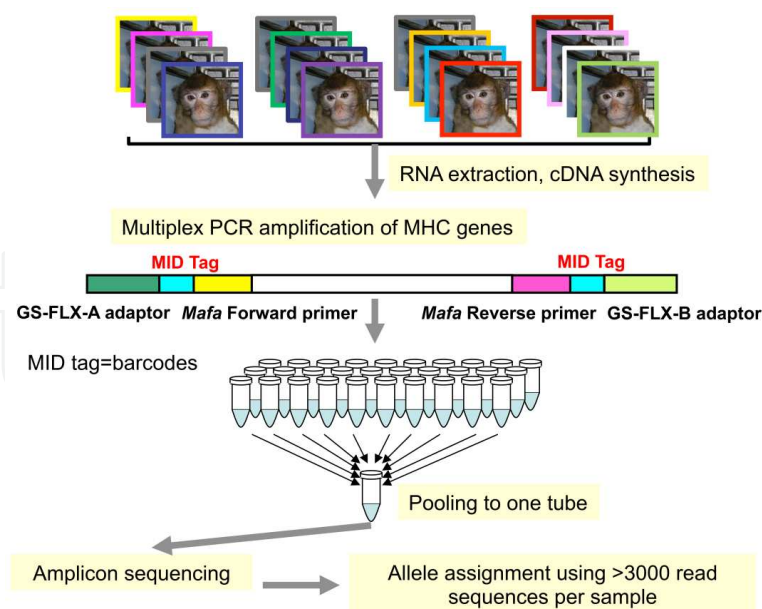 RNA extraction, cDNA synthesis
Multiplex PCR amplification of MHC genes
MID Tag
MID Tag
GS-FLX-A adaptor
Mafa Forward primer
Mafa Reverse primer
GS-FLX-B adaptor
MID tag=barcodes
Pooling to one tube
Amplicon sequencing
Allele assignment using >3000 read
sequences per sample